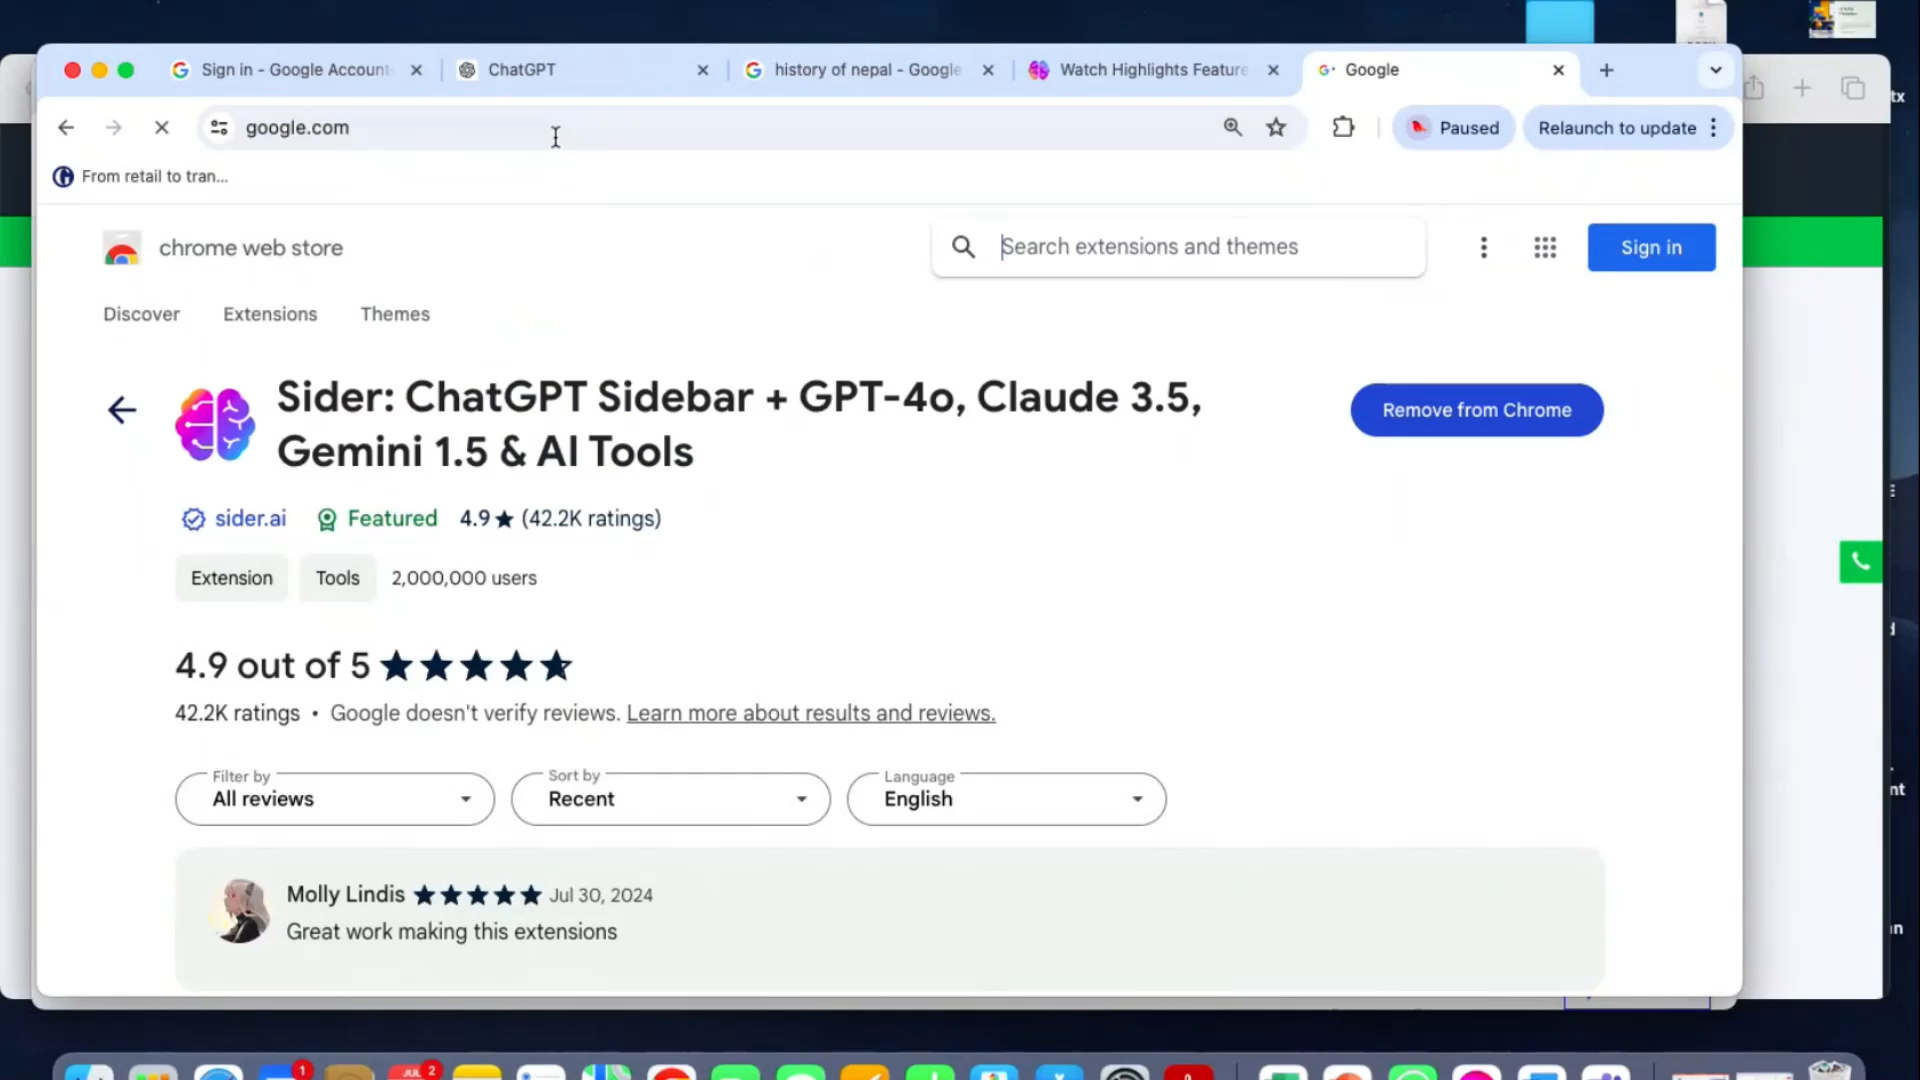 Sign in - Google Account
ChatGPT
history of nepal - Google
Watch Highlights Feature
Google
google.com
Paused
Relaunch to update
From retail to tran...
chrome web store
Search extensions and themes
Sign in
Discover
Extensions
Themes
Sider: ChatGPT Sidebar + GPT-4o, Claude 3.5,
Gemini 1.5 & AI Tools
Remove from Chrome
sider.ai
Featured
4.9 ★ (42.2K ratings)
Extension
Tools
2,000,000 users
4.9 out of 5
42.2K ratings • Google doesn't verify reviews. Learn more about results and reviews.
Filter by
All reviews
Sort by
Recent
Language
English
Molly Lindis
Jul 30, 2024
Great work making this extensions
tx
nt
1
JUL
2